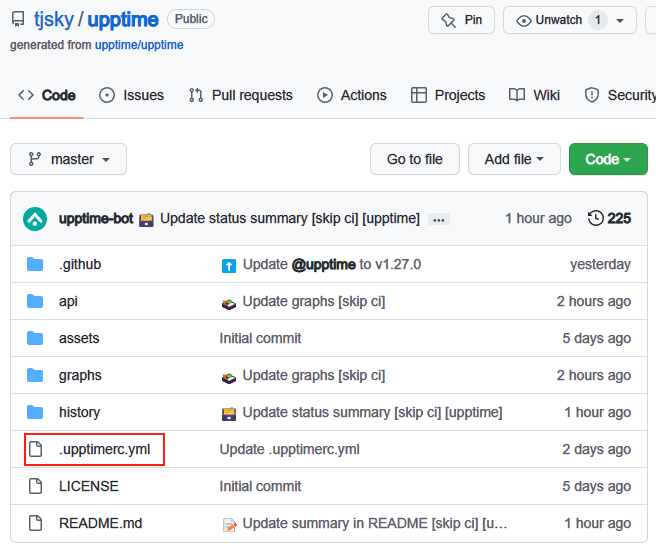 tjsky / upptime Public Pin Unwatch 1
generated from upptime/upptime
Code Issues Pull requests Actions Projects Wiki Security
master Go to file Add file Code
upptime-bot Update status summary [skip ci] [upptime] ... 1 hour ago 225
.github Update @upptime to v1.27.0 yesterday
api Update graphs [skip ci] 2 hours ago
assets Initial commit 5 days ago
graphs Update graphs [skip ci] 2 hours ago
history Update status summary [skip ci] [upptime] 1 hour ago
.upptimerc.yml Update .upptimerc.yml 2 days ago
LICENSE Initial commit 5 days ago
README.md Update summary in README [skip ci] [u... 1 hour ago